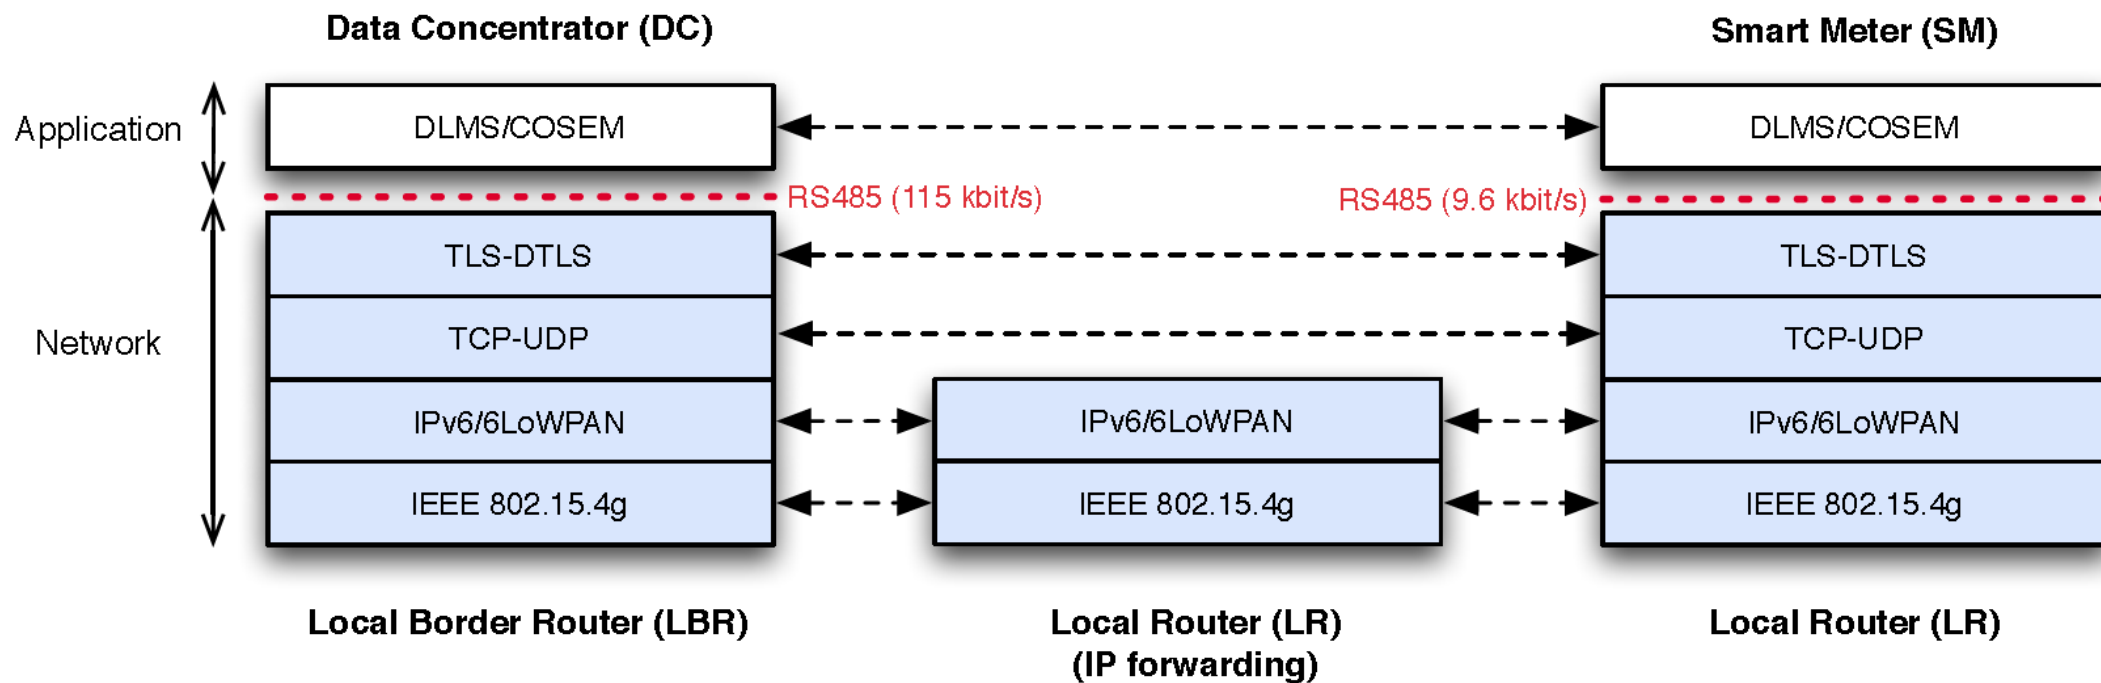 Data Concentrator (DC)
Smart Meter (SM)
Application
DLMS/COSEM
DLMS/COSEM
RS485 (115 kbit/s)
RS485 (9.6 kbit/s)
Network
TLS-DTLS
TLS-DTLS
TCP-UDP
TCP-UDP
IPv6/6LoWPAN
IPv6/6LoWPAN
IPv6/6LoWPAN
IEEE 802.15.4g
IEEE 802.15.4g
IEEE 802.15.4g
Local Border Router (LBR)
Local Router (LR)
(IP forwarding)
Local Router (LR)